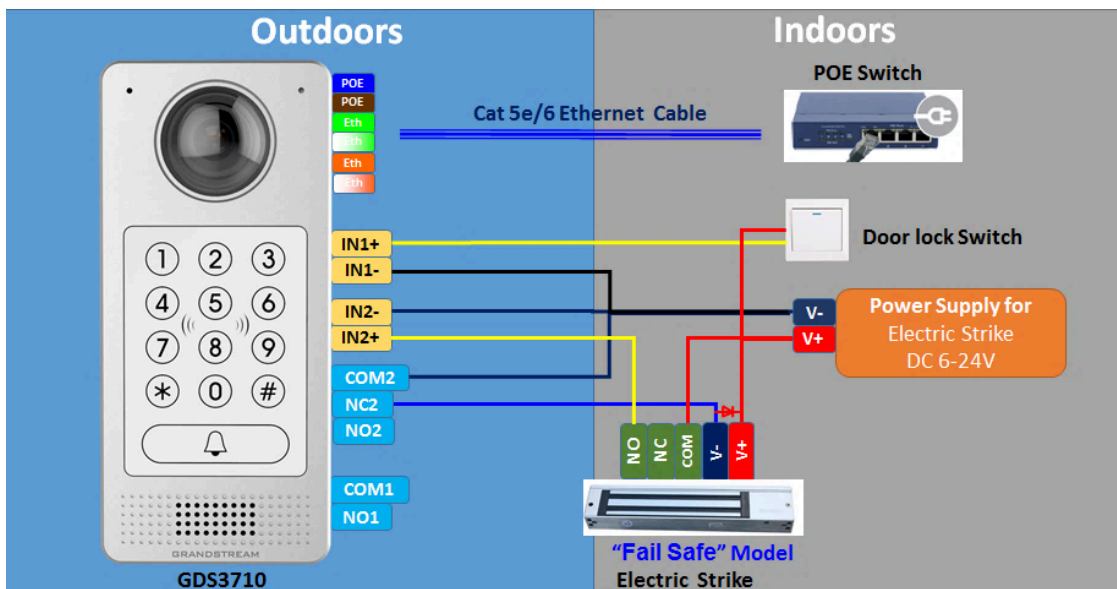 Outdoors
Indoors
POE
POE
Eth
Eth
Eth
Eth
Cat 5e/6 Ethernet Cable
POE Switch
1 2 3
4 5 6
7 8 9
* 0 #
IN1+
IN1-
IN2-
IN2+
COM2
NC2
NO2
COM1
NO1
Door lock Switch
V-
V+
Power Supply for
Electric Strike
DC 6-24V
NO
NC
COM
V-
V+
GRANDSTREAM
GDS3710
“Fail Safe” Model
Electric Strike